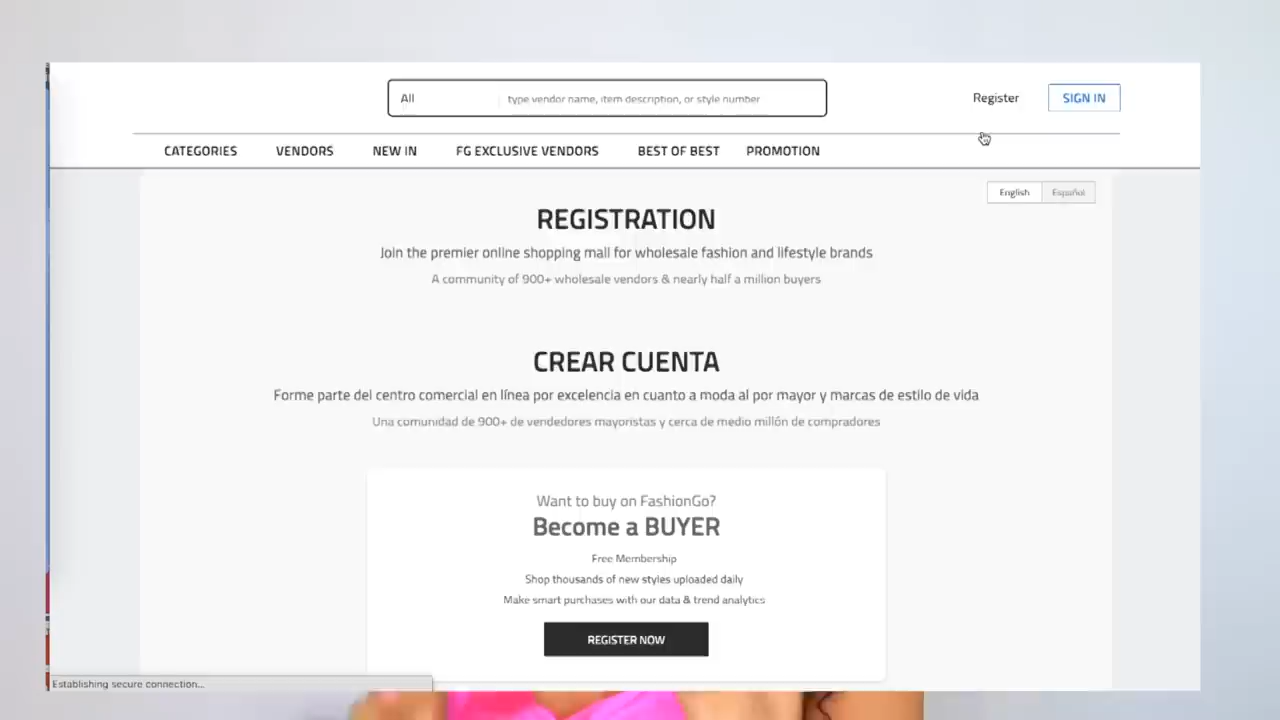 All type vendor name, item description, or style number Register SIGN IN
CATEGORIES VENDORS NEW IN FG EXCLUSIVE VENDORS BEST OF BEST PROMOTION
English Español
REGISTRATION
Join the premier online shopping mall for wholesale fashion and lifestyle brands
A community of 900+ wholesale vendors & nearly half a million buyers
CREAR CUENTA
Forme parte del centro comercial en línea por excelencia en cuanto a moda al por mayor y marcas de estilo de vida
Una comunidad de 900+ de vendedores mayoristas y cerca de medio millón de compradores
Want to buy on FashionGo?
Become a BUYER
Free Membership
Shop thousands of new styles uploaded daily
Make smart purchases with our data & trend analytics
REGISTER NOW
Establishing secure connection...